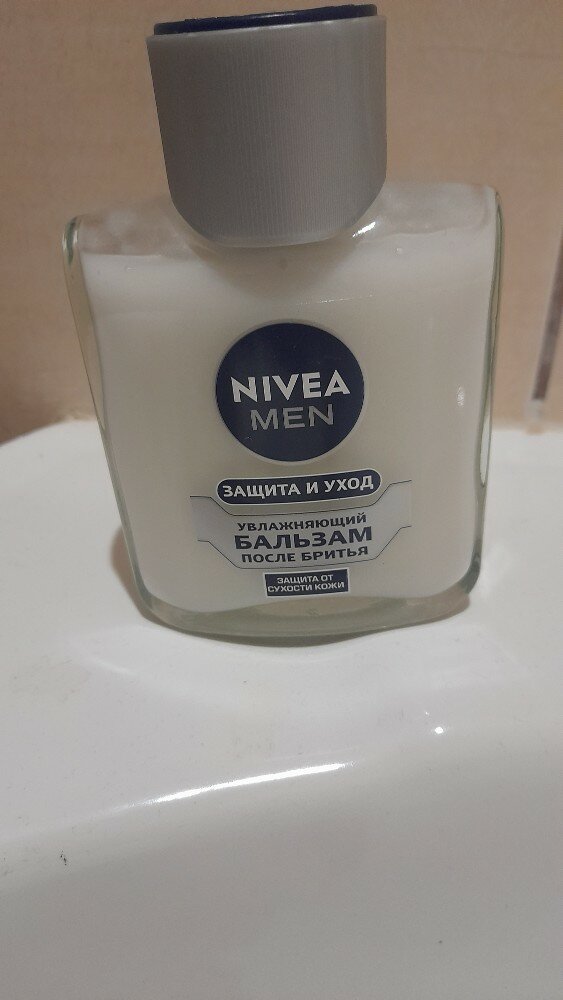 NIVEA
MEN
ЗАЩИТА И УХОД
УВЛАЖНЯЮЩИЙ
БАЛЬЗАМ
ПОСЛЕ БРИТЬЯ
ЗАЩИТА ОТ
СУХОСТИ КОЖИ